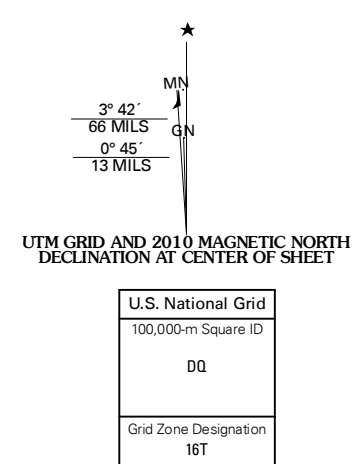 ★
MN
3° 42´
66 MILS
GN
0° 45´
13 MILS
UTM GRID AND 2010 MAGNETIC NORTH
DECLINATION AT CENTER OF SHEET
U.S. National Grid
100,000-m Square ID
DQ
Grid Zone Designation
16T